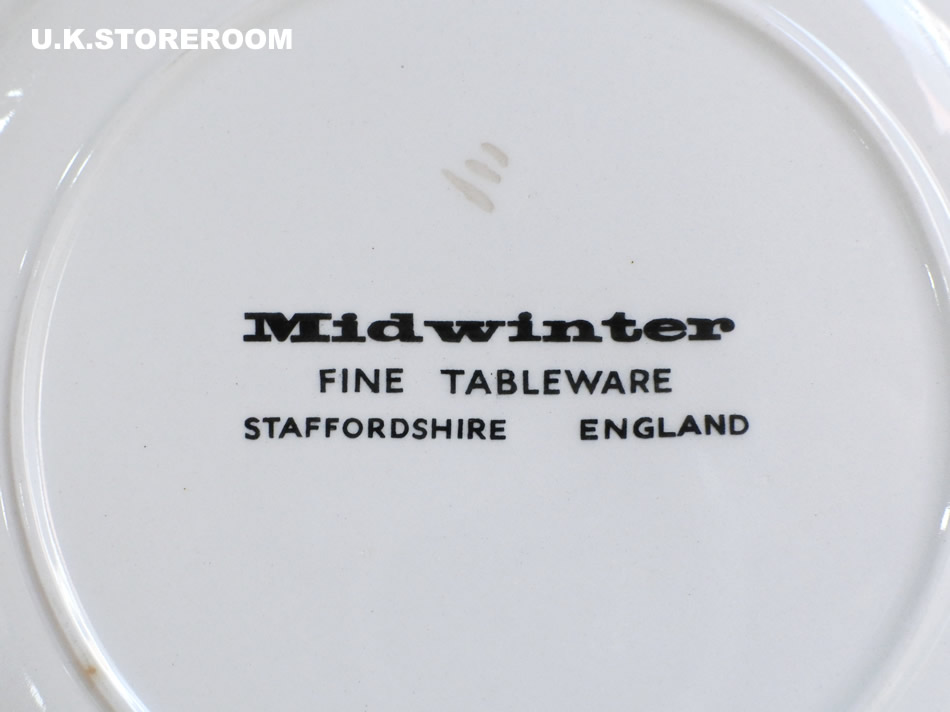 U.K.STOREROOM
Midwinter
FINE TABLEWARE
STAFFORDSHIRE ENGLAND